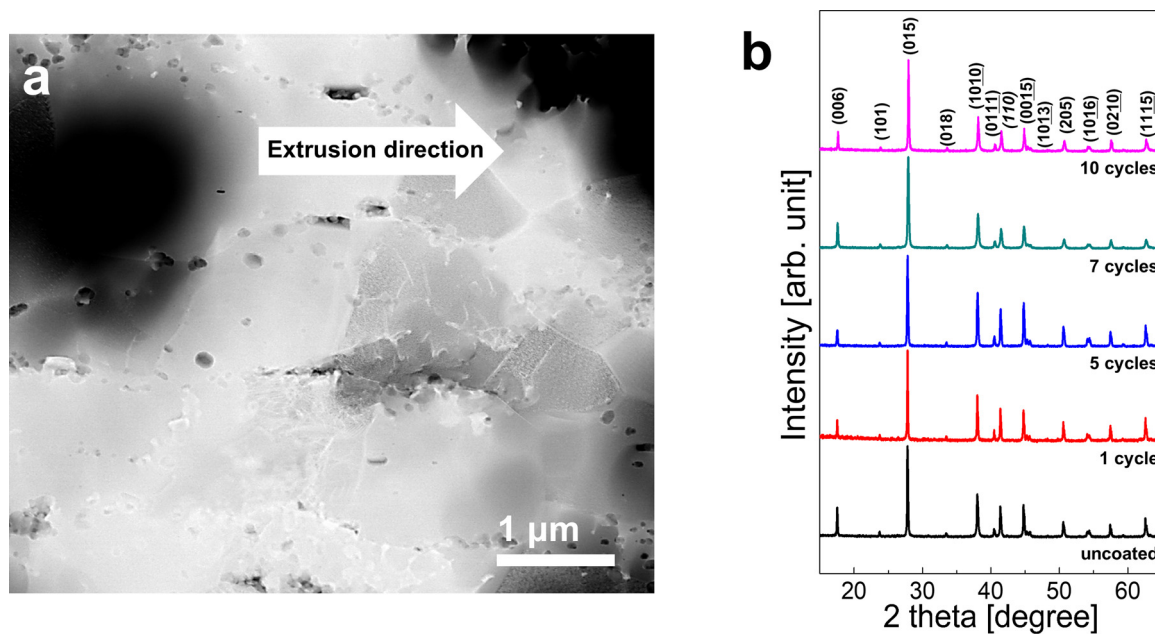 a
Extrusion direction
1 µm
b
Intensity [arb. unit]
(006)
(101)
(015)
(018)
(1010)
(0111)
(110)
(0015)
(1013)
(205)
(1016)
(0210)
(1115)
10 cycles
7 cycles
5 cycles
1 cycle
uncoated
20
30
40
50
60
2 theta [degree]